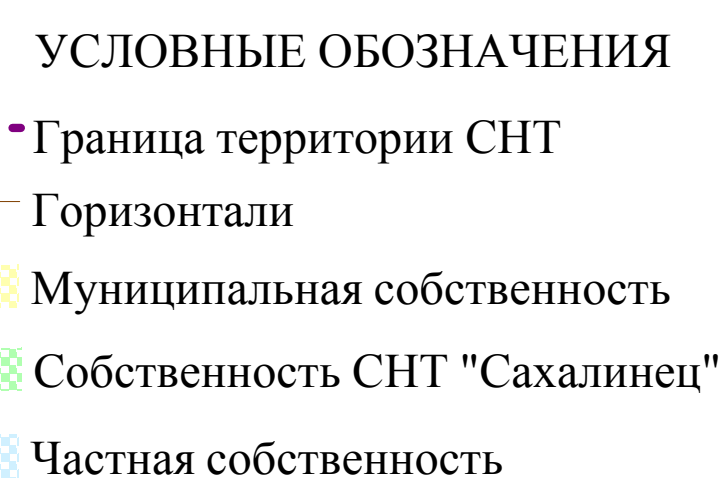 УСЛОВНЫЕ ОБОЗНАЧЕНИЯ
Граница территории СНТ
Горизонтали
Муниципальная собственность
Собственность СНТ "Сахалинец"
Частная собственность